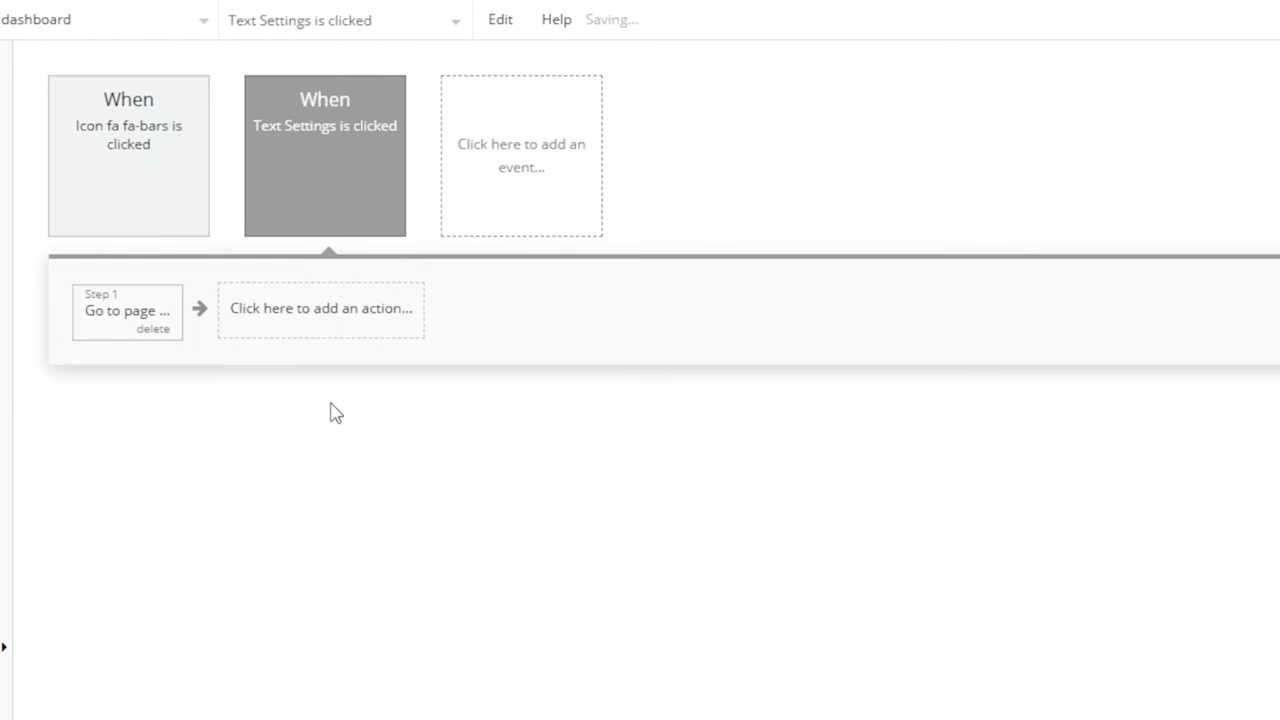 dashboard
Text Settings is clicked
Edit
Help
Saving...
When
Icon fa fa-bars is
clicked
When
Text Settings is clicked
Click here to add an
event...
Step 1
Go to page ...
delete
Click here to add an action...